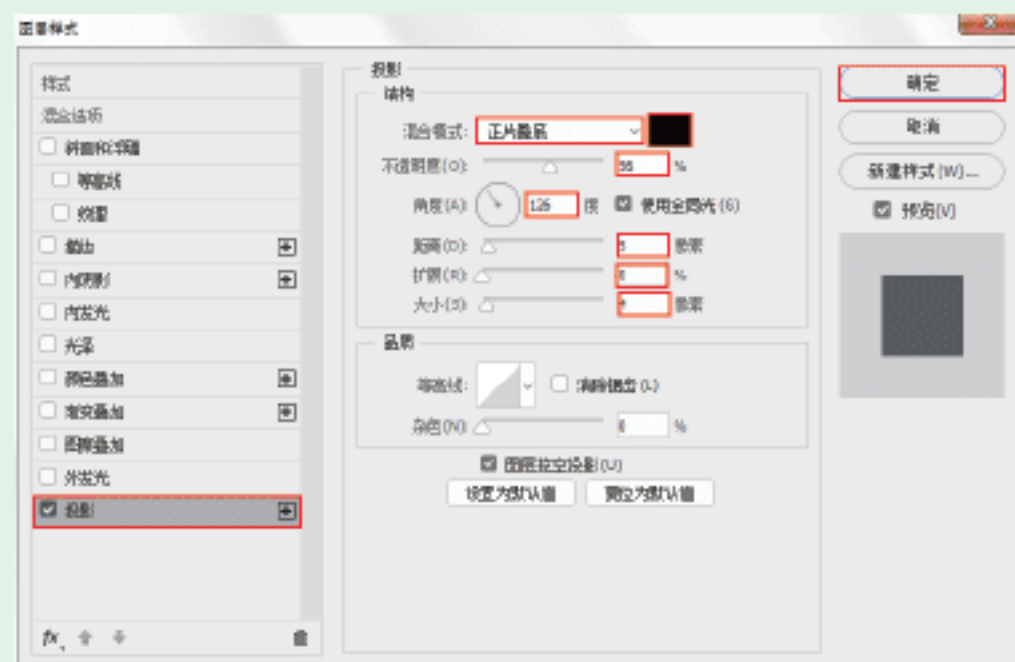 图层样式
样式
混合选项
斜面和浮雕
等高线
纹理
描边
内阴影
内发光
光泽
颜色叠加
渐变叠加
图案叠加
外发光
投影
fx
投影
结构
混合模式: 正片叠底
不透明度(O): %
角度(A): 度 使用全局光(G)
距离(D): 5 像素
扩展(R): 0 %
大小(S): 像素
品质
等高线: 消除锯齿(L)
杂色(N): 0 %
图层挖空投影(U)
设置为默认值 复位为默认值
确定
取消
新建样式(W)...
预览(V)